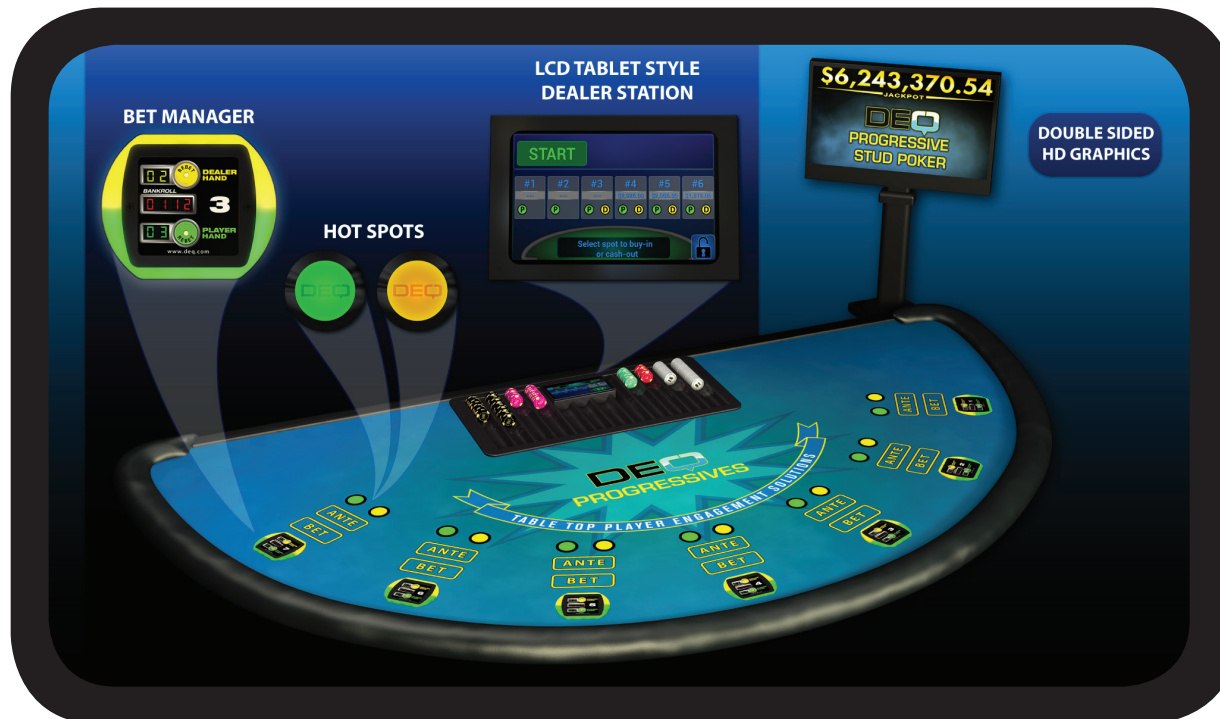 LCD TABLET STYLE
DEALER STATION
BET MANAGER
HOT SPOTS
DOUBLE SIDED
HD GRAPHICS
$6,243,370.54
JACKPOT
DEQ
PROGRESSIVE
STUD POKER
02
REBET
DEALER
HAND
BANKROLL
0112
3
03
REBET
PLAYER
HAND
www.deq.com
DEQ
DEQ
START
#1 #2 #3 #4 #5 #6
P P P D P D P D P D
Select spot to buy-in
or cash-out
DEQ
PROGRESSIVES
TABLE TOP PLAYER ENGAGEMENT SOLUTIONS
ANTE
BET
ANTE
BET
ANTE
BET
ANTE
BET
ANTE
BET
ANTE
BET
ANTE
BET